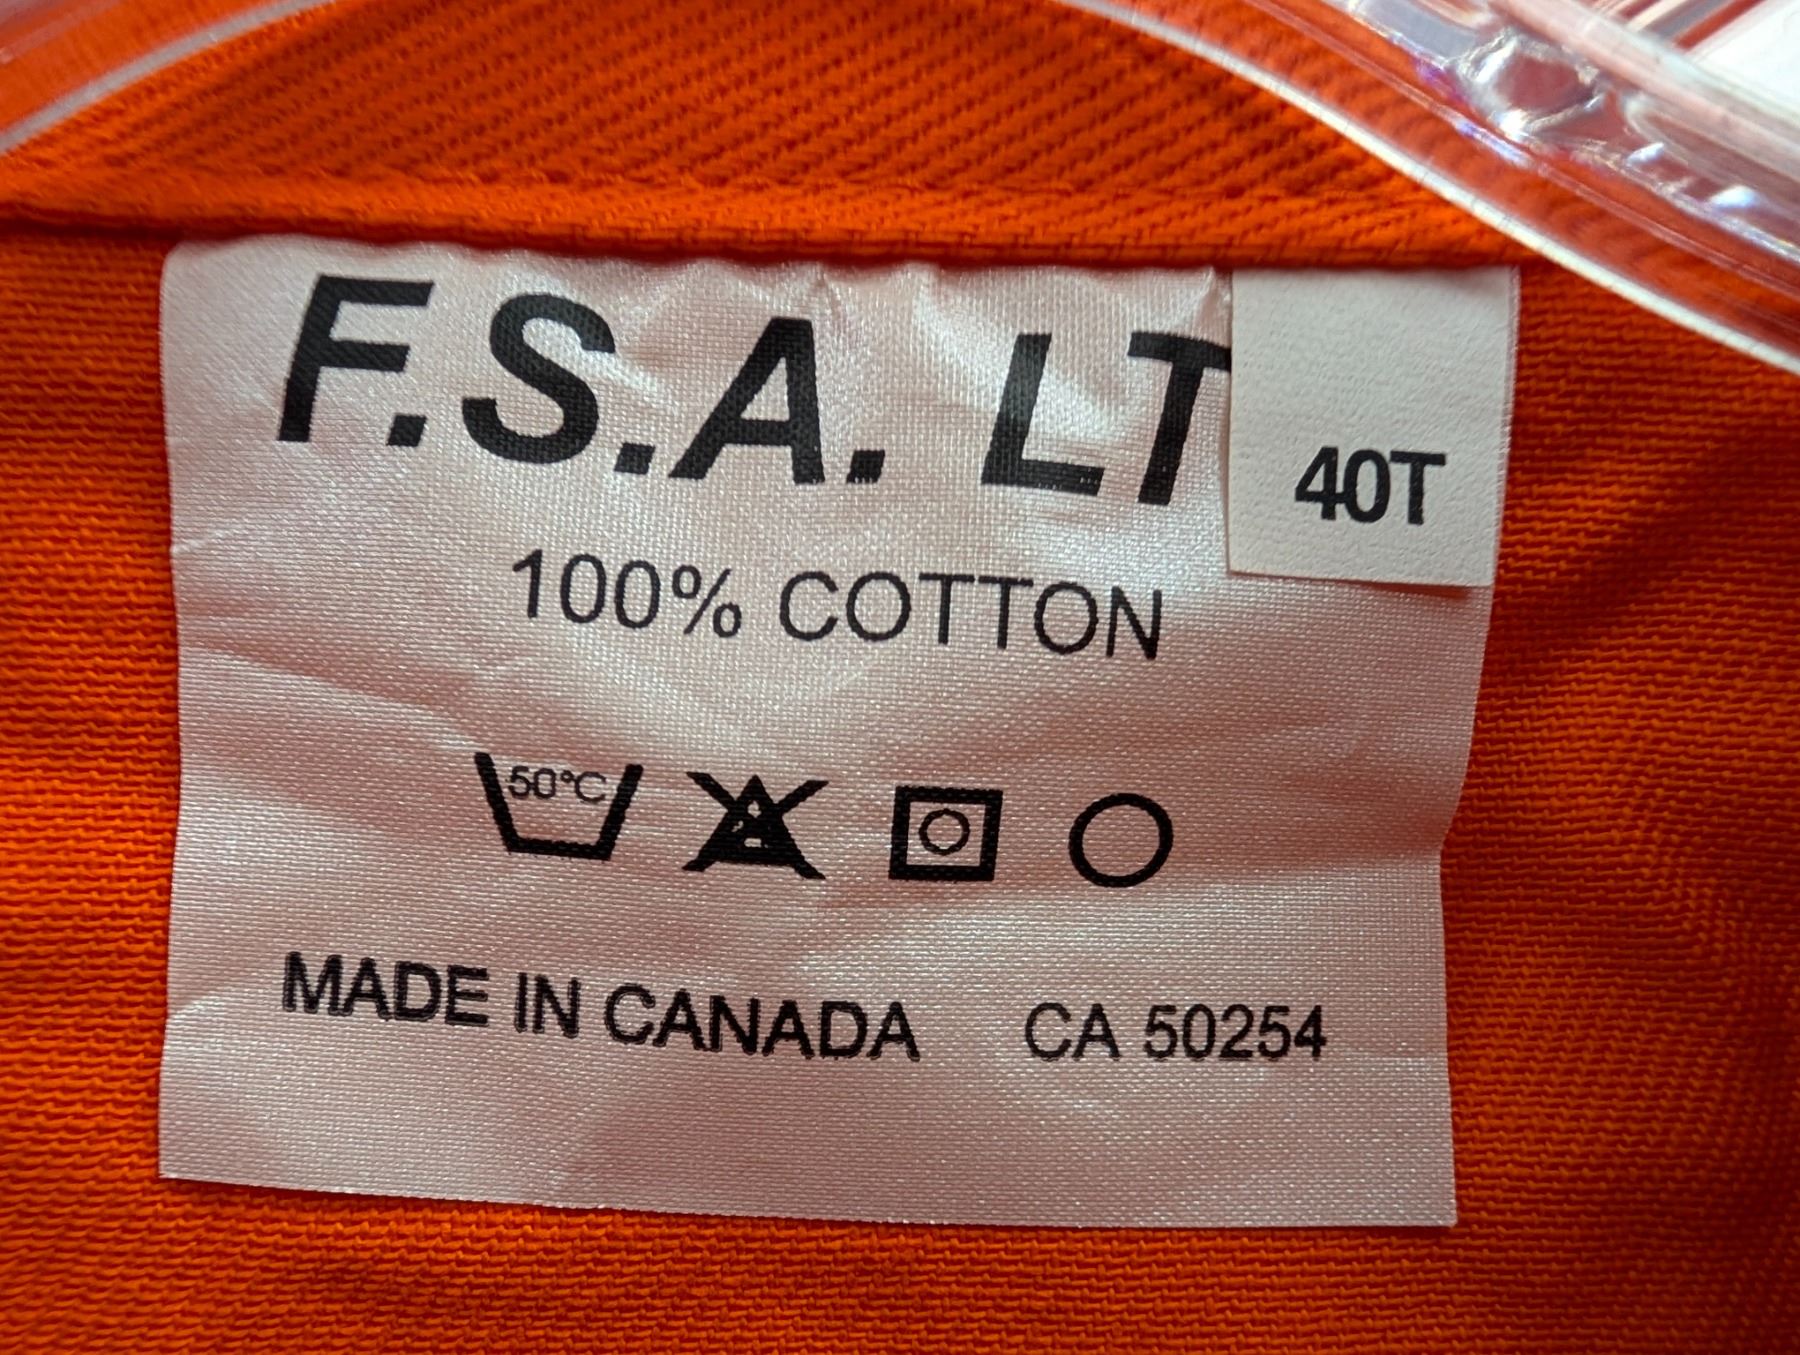 F.S.A. LT
40T
100% COTTON
50°C
MADE IN CANADA CA 50254